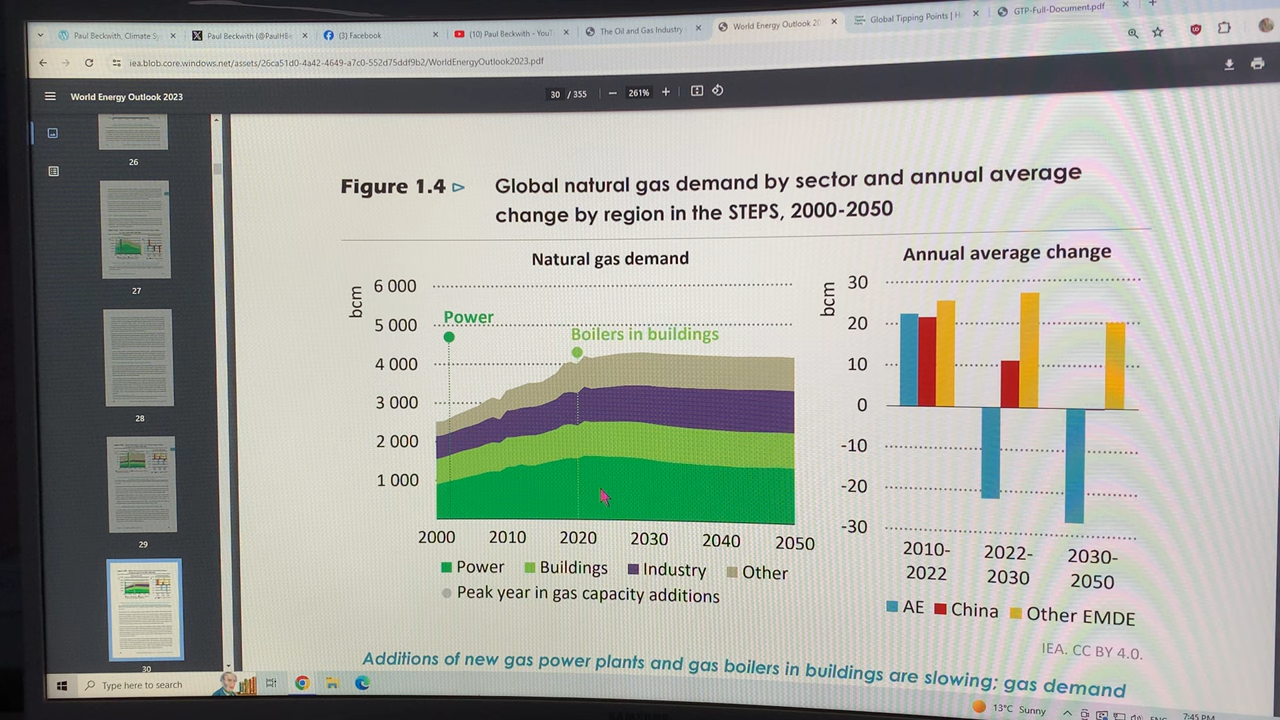 Paul Beckwith, Climate Sy
Paul Beckwith (@PaulHBe
(3) Facebook
(10) Paul Beckwith - YouT
The Oil and Gas Industry
World Energy Outlook 20
Global Tipping Points | H
GTP-Full-Document.pdf
iea.blob.core.windows.net/assets/26ca51d0-4a42-4649-a7c0-552d75ddf9b2/WorldEnergyOutlook2023.pdf
World Energy Outlook 2023
30 / 355
261%
26
27
28
29
30
Figure 1.4 ▷ Global natural gas demand by sector and annual average
change by region in the STEPS, 2000-2050
Natural gas demand
bcm
6 000
5 000
4 000
3 000
2 000
1 000
Power
Boilers in buildings
2000 2010 2020 2030 2040 2050
Power Buildings Industry Other
Peak year in gas capacity additions
Annual average change
bcm
30
20
10
0
-10
-20
-30
2010-
2022
2022-
2030
2030-
2050
AE China Other EMDE
IEA. CC BY 4.0.
Additions of new gas power plants and gas boilers in buildings are slowing; gas demand
Type here to search
13°C Sunny
ENG
7:45 PM
SAMSUNG